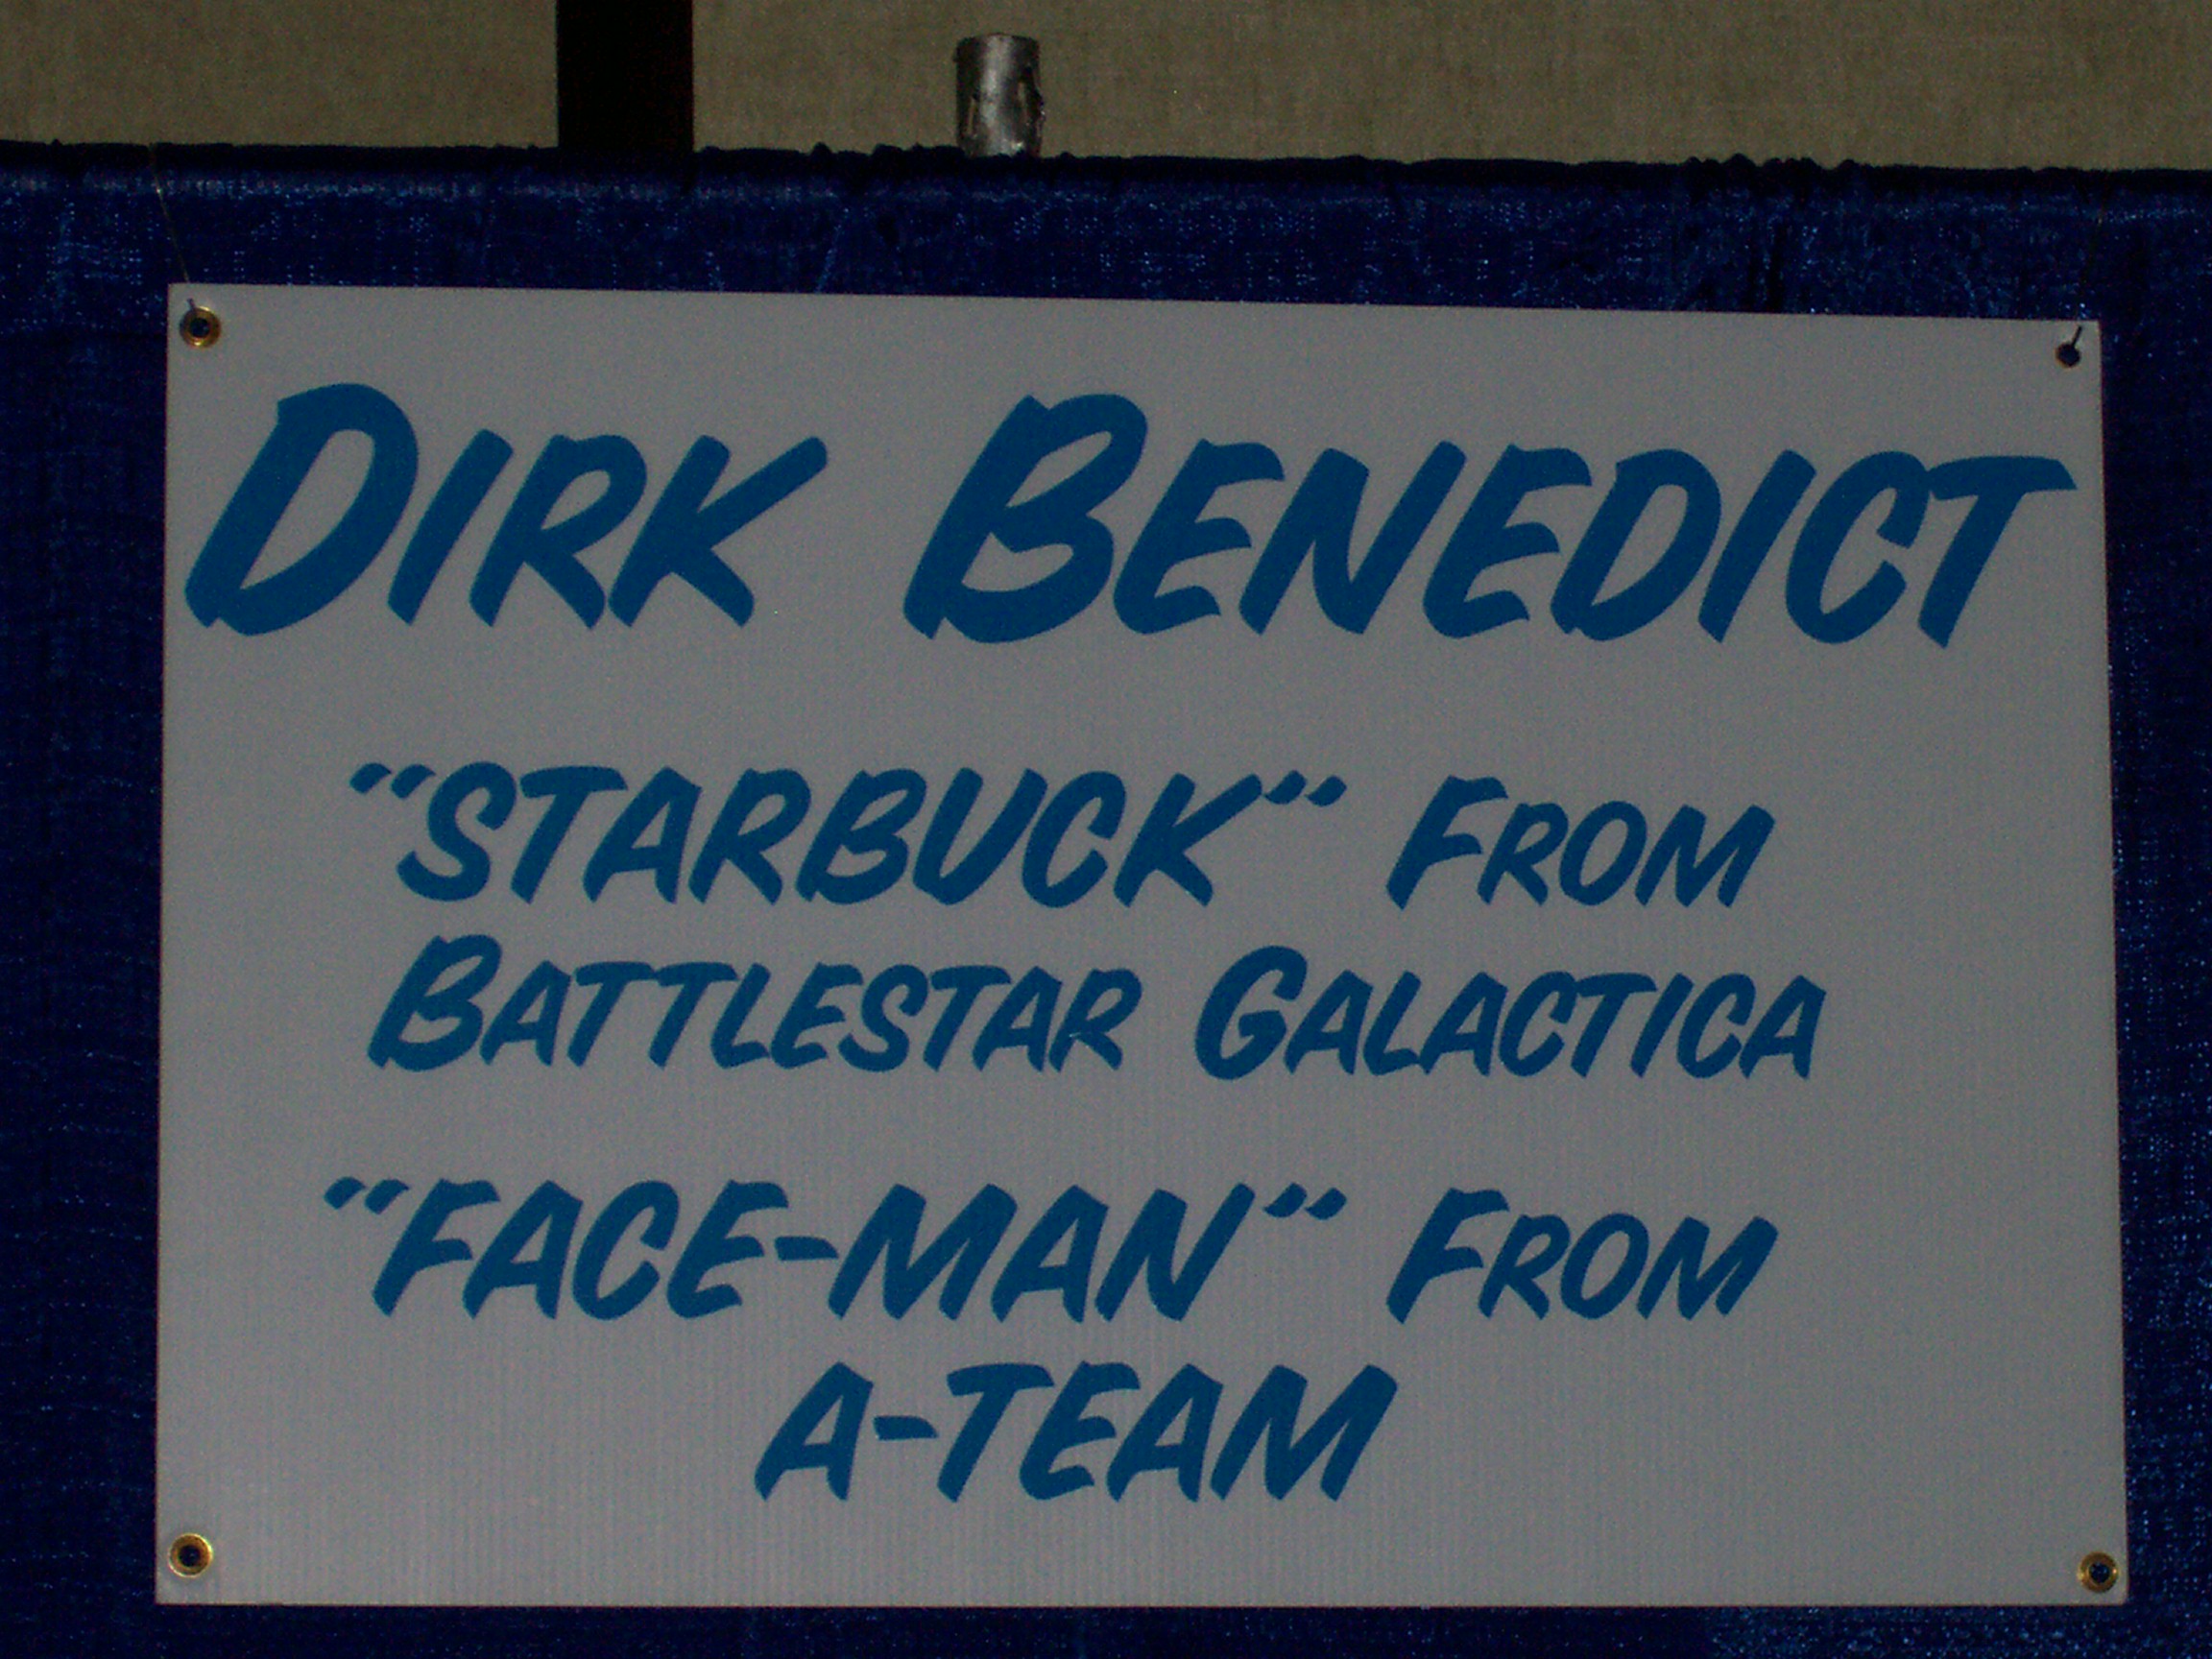 DIRK BENEDICT
"STARBUCK" FROM
BATTLESTAR GALACTICA
"FACE-MAN" FROM
A-TEAM